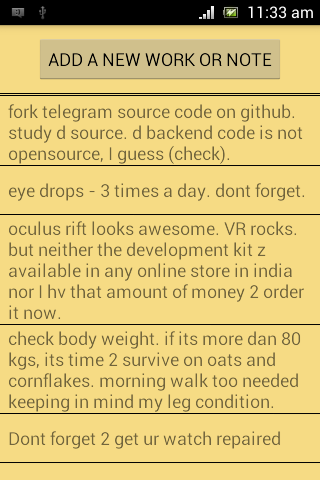 11:33 am
ADD A NEW WORK OR NOTE
fork telegram source code on github.
study d source. d backend code is not
opensource, I guess (check).
eye drops - 3 times a day. dont forget.
oculus rift looks awesome. VR rocks.
but neither the development kit z
available in any online store in india
nor I hv that amount of money 2 order
it now.
check body weight. if its more dan 80
kgs, its time 2 survive on oats and
cornflakes. morning walk too needed
keeping in mind my leg condition.
Dont forget 2 get ur watch repaired